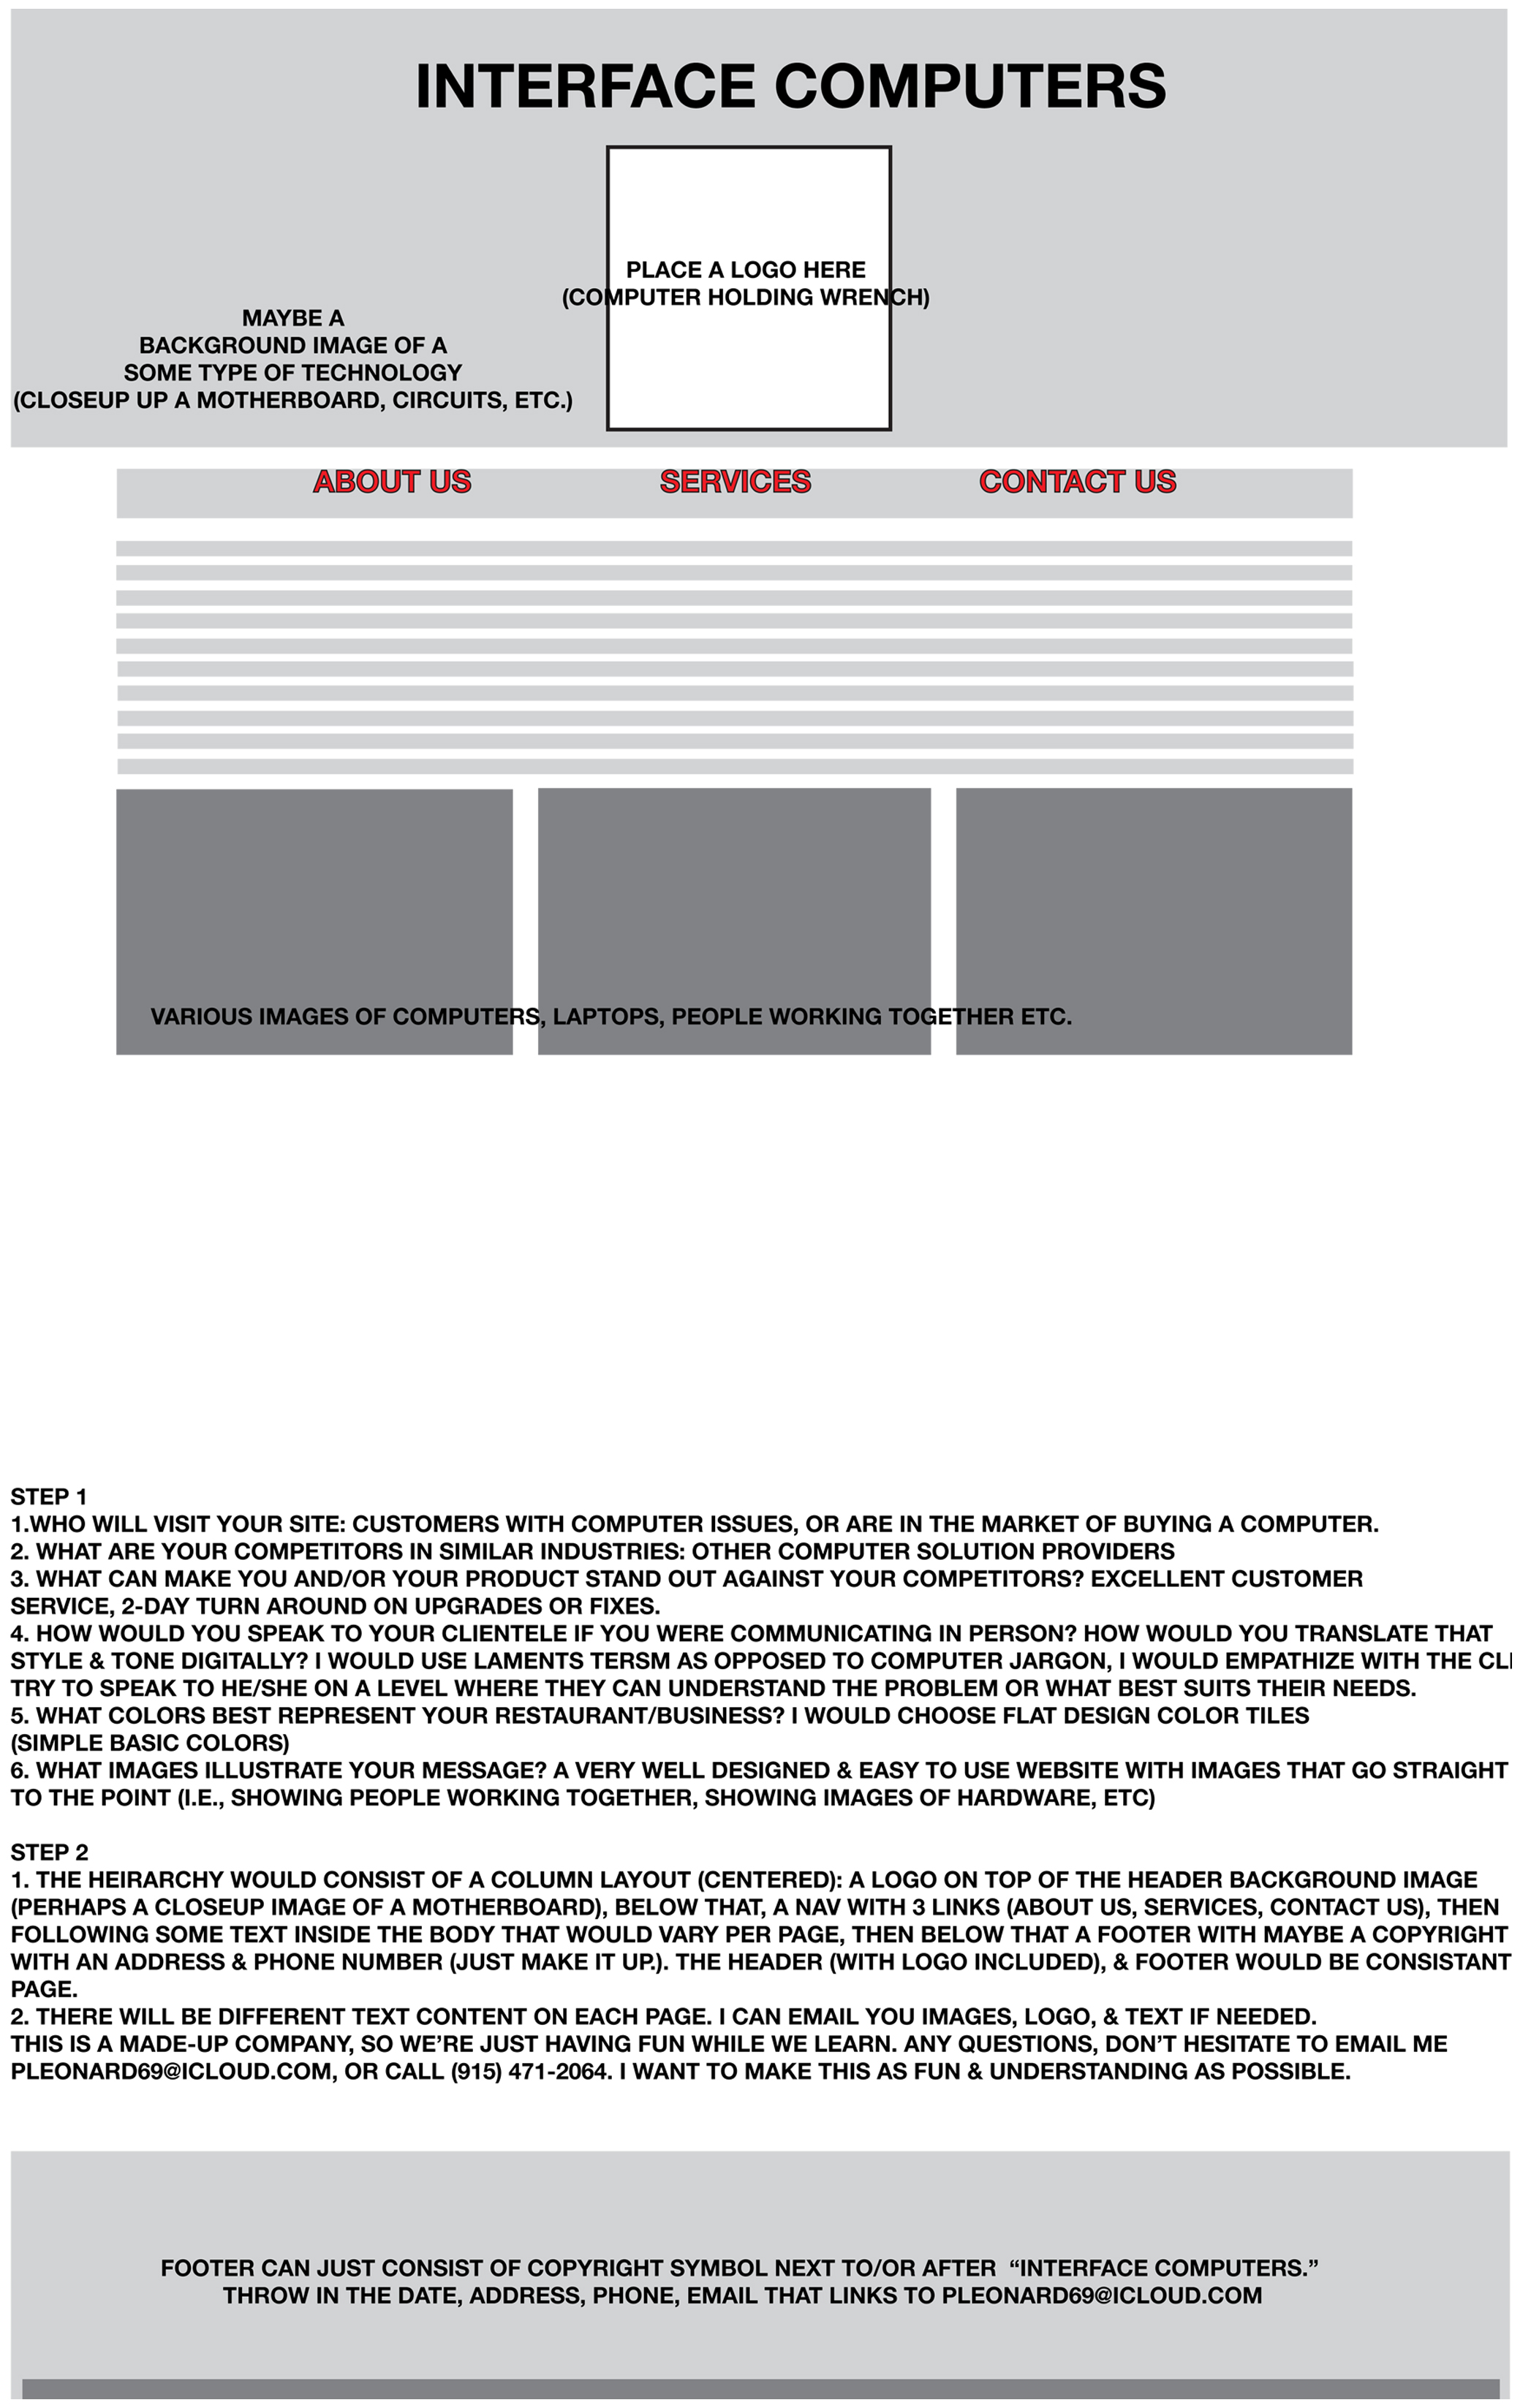 INTERFACE COMPUTERS
PLACE A LOGO HERE
(COMPUTER HOLDING WRENCH)
MAYBE A
BACKGROUND IMAGE OF A
SOME TYPE OF TECHNOLOGY
(CLOSEUP UP A MOTHERBOARD, CIRCUITS, ETC.)
ABOUT US SERVICES CONTACT US
VARIOUS IMAGES OF COMPUTERS, LAPTOPS, PEOPLE WORKING TOGETHER ETC.
STEP 1
1.WHO WILL VISIT YOUR SITE: CUSTOMERS WITH COMPUTER ISSUES, OR ARE IN THE MARKET OF BUYING A COMPUTER.
2. WHAT ARE YOUR COMPETITORS IN SIMILAR INDUSTRIES: OTHER COMPUTER SOLUTION PROVIDERS
3. WHAT CAN MAKE YOU AND/OR YOUR PRODUCT STAND OUT AGAINST YOUR COMPETITORS? EXCELLENT CUSTOMER
SERVICE, 2-DAY TURN AROUND ON UPGRADES OR FIXES.
4. HOW WOULD YOU SPEAK TO YOUR CLIENTELE IF YOU WERE COMMUNICATING IN PERSON? HOW WOULD YOU TRANSLATE THAT
STYLE & TONE DIGITALLY? I WOULD USE LAMENTS TERSM AS OPPOSED TO COMPUTER JARGON, I WOULD EMPATHIZE WITH THE
TRY TO SPEAK TO HE/SHE ON A LEVEL WHERE THEY CAN UNDERSTAND THE PROBLEM OR WHAT BEST SUITS THEIR NEEDS.
5. WHAT COLORS BEST REPRESENT YOUR RESTAURANT/BUSINESS? I WOULD CHOOSE FLAT DESIGN COLOR TILES
(SIMPLE BASIC COLORS)
6. WHAT IMAGES ILLUSTRATE YOUR MESSAGE? A VERY WELL DESIGNED & EASY TO USE WEBSITE WITH IMAGES THAT GO STRAIGHT
TO THE POINT (I.E., SHOWING PEOPLE WORKING TOGETHER, SHOWING IMAGES OF HARDWARE, ETC)
STEP 2
1. THE HEIRARCHY WOULD CONSIST OF A COLUMN LAYOUT (CENTERED): A LOGO ON TOP OF THE HEADER BACKGROUND IMAGE
(PERHAPS A CLOSEUP IMAGE OF A MOTHERBOARD), BELOW THAT, A NAV WITH 3 LINKS (ABOUT US, SERVICES, CONTACT US), THEN
FOLLOWING SOME TEXT INSIDE THE BODY THAT WOULD VARY PER PAGE, THEN BELOW THAT A FOOTER WITH MAYBE A COPYRIGHT
WITH AN ADDRESS & PHONE NUMBER (JUST MAKE IT UP.). THE HEADER (WITH LOGO INCLUDED), & FOOTER WOULD BE CONSISTANT
PAGE.
2. THERE WILL BE DIFFERENT TEXT CONTENT ON EACH PAGE. I CAN EMAIL YOU IMAGES, LOGO, & TEXT IF NEEDED.
THIS IS A MADE-UP COMPANY, SO WE’RE JUST HAVING FUN WHILE WE LEARN. ANY QUESTIONS, DON’T HESITATE TO EMAIL ME
PLEONARD69@ICLOUD.COM, OR CALL (915) 471-2064. I WANT TO MAKE THIS AS FUN & UNDERSTANDING AS POSSIBLE.
FOOTER CAN JUST CONSIST OF COPYRIGHT SYMBOL NEXT TO/OR AFTER “INTERFACE COMPUTERS.”
THROW IN THE DATE, ADDRESS, PHONE, EMAIL THAT LINKS TO PLEONARD69@ICLOUD.COM